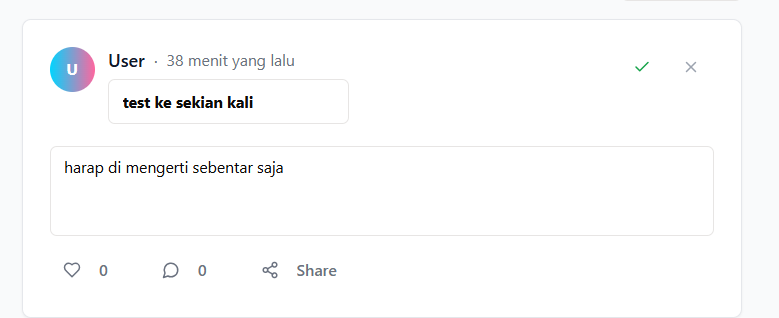 U
User · 38 menit yang lalu
test ke sekian kali
harap di mengerti sebentar saja
0 0 Share